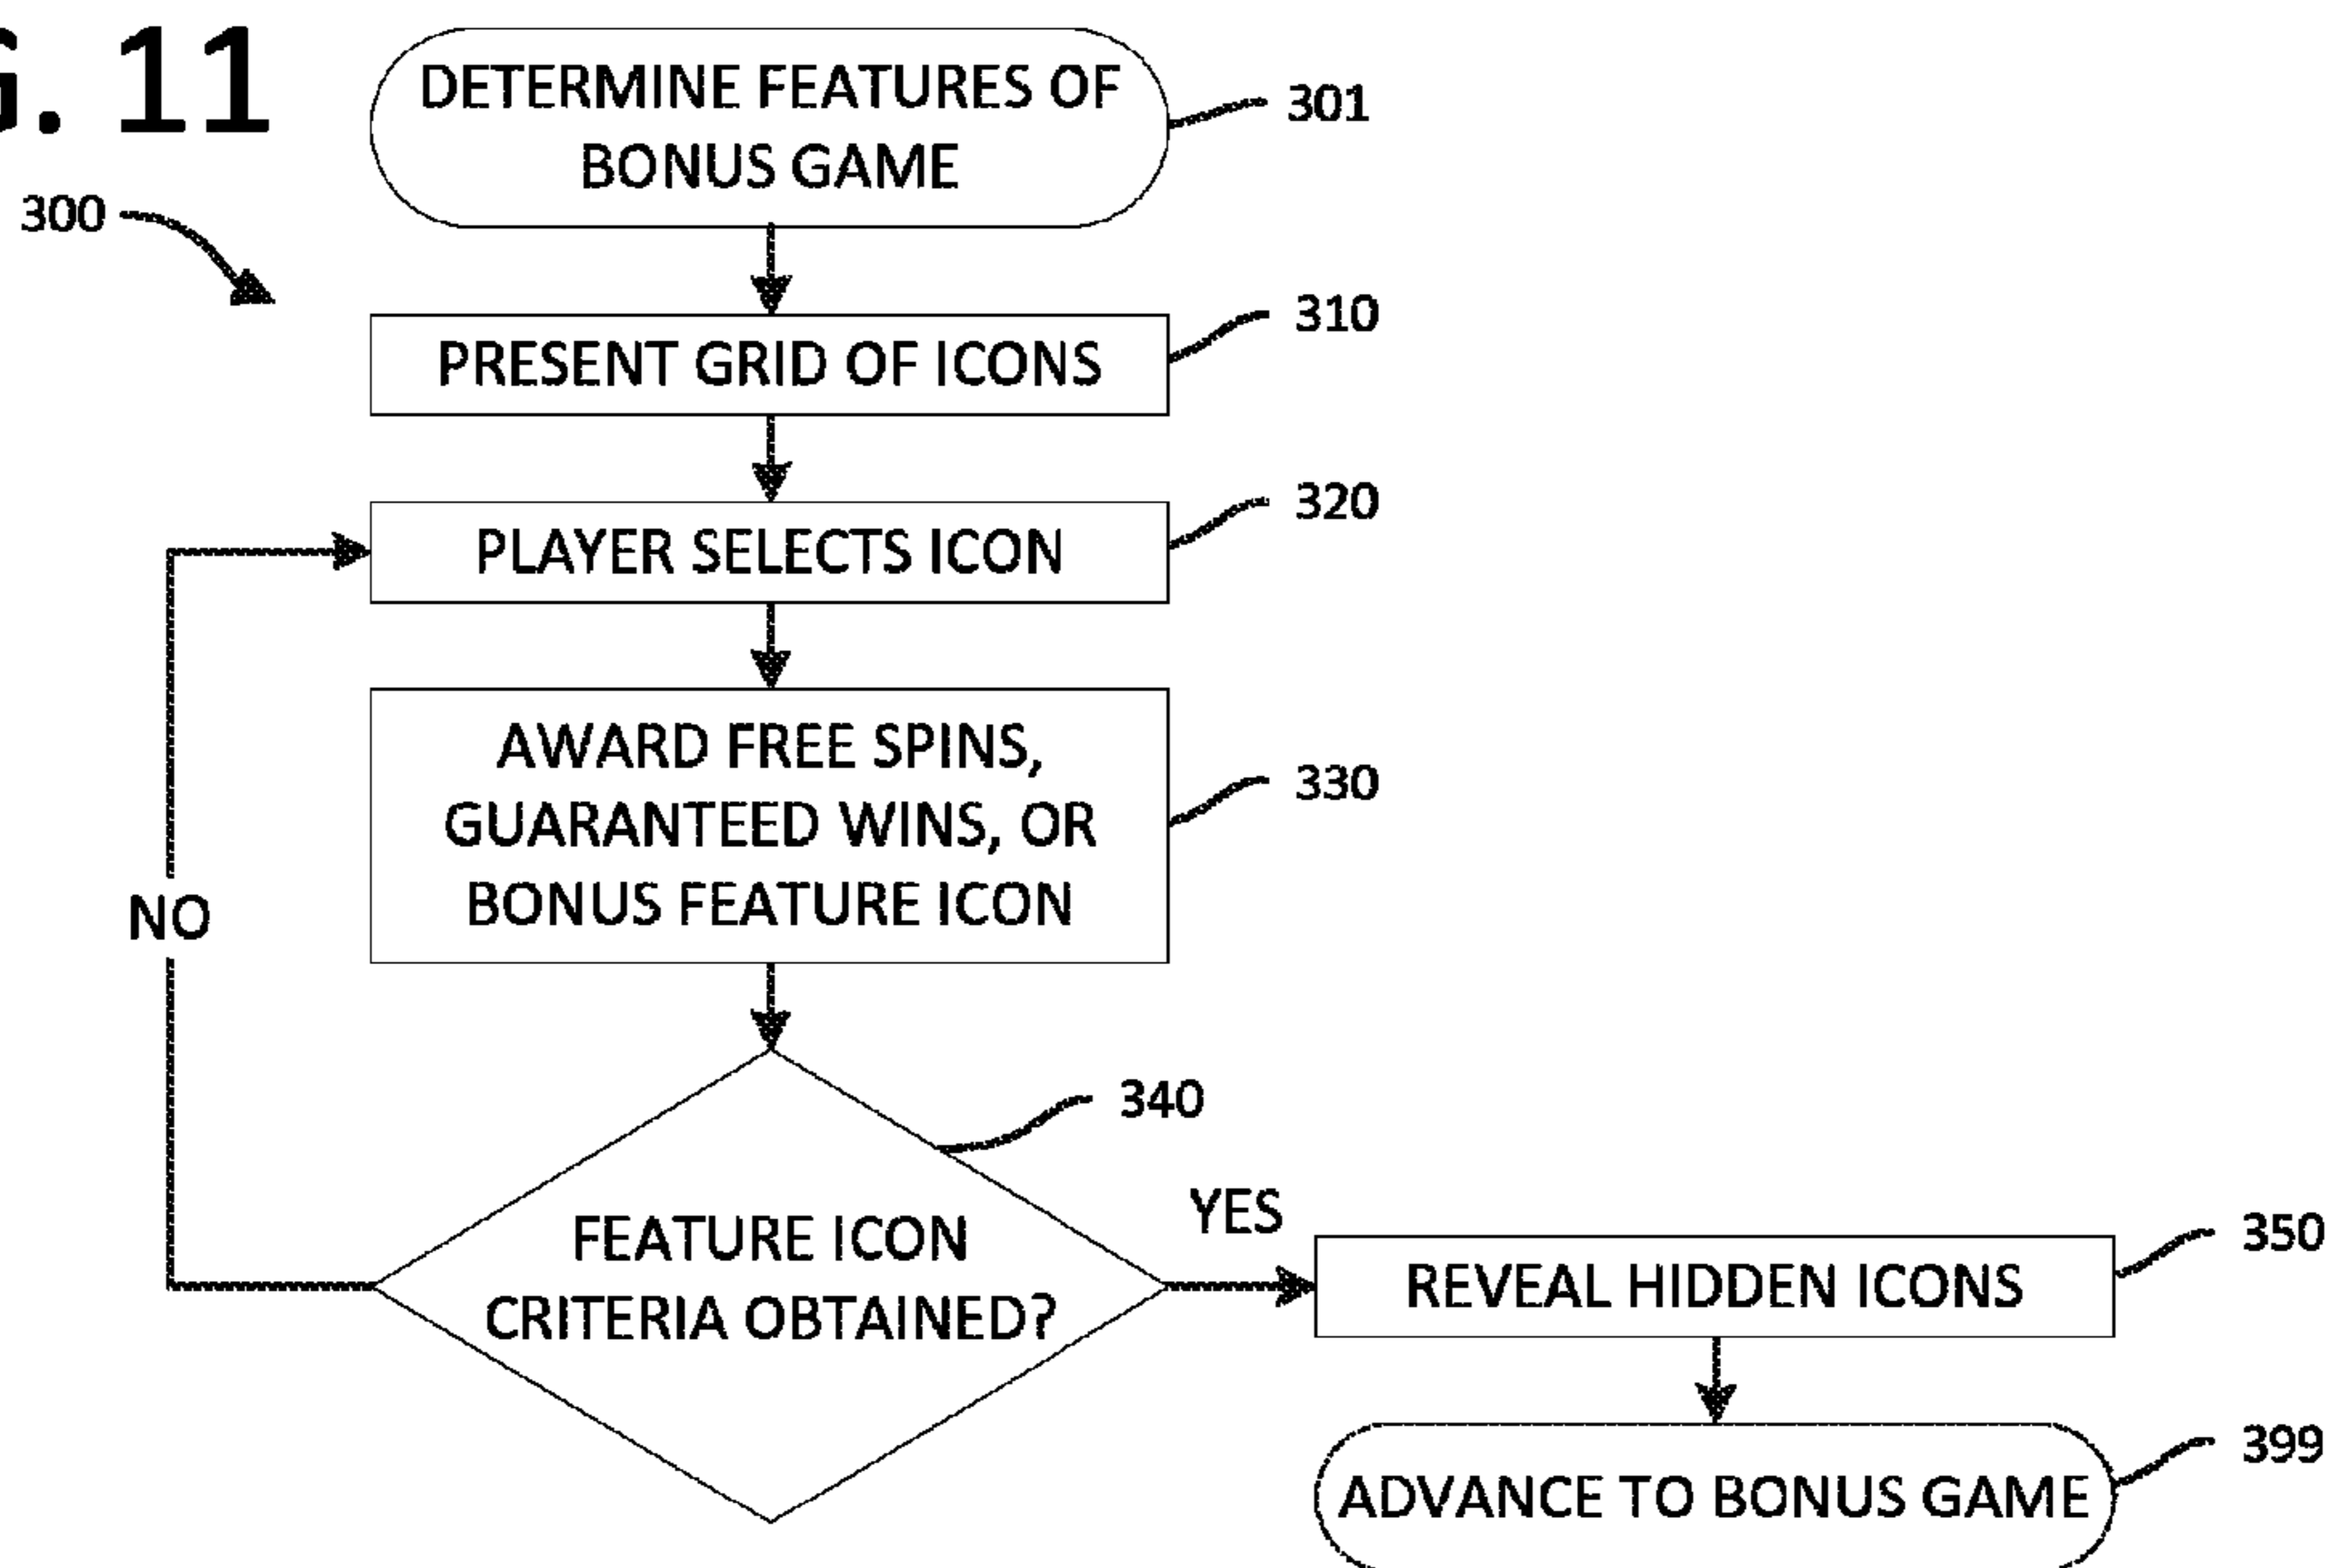 G. 11
300
DETERMINE FEATURES OF
BONUS GAME
301
PRESENT GRID OF ICONS
310
PLAYER SELECTS ICON
320
AWARD FREE SPINS,
GUARANTEED WINS, OR
BONUS FEATURE ICON
330
NO
FEATURE ICON
CRITERIA OBTAINED?
340
YES
REVEAL HIDDEN ICONS
350
ADVANCE TO BONUS GAME
399